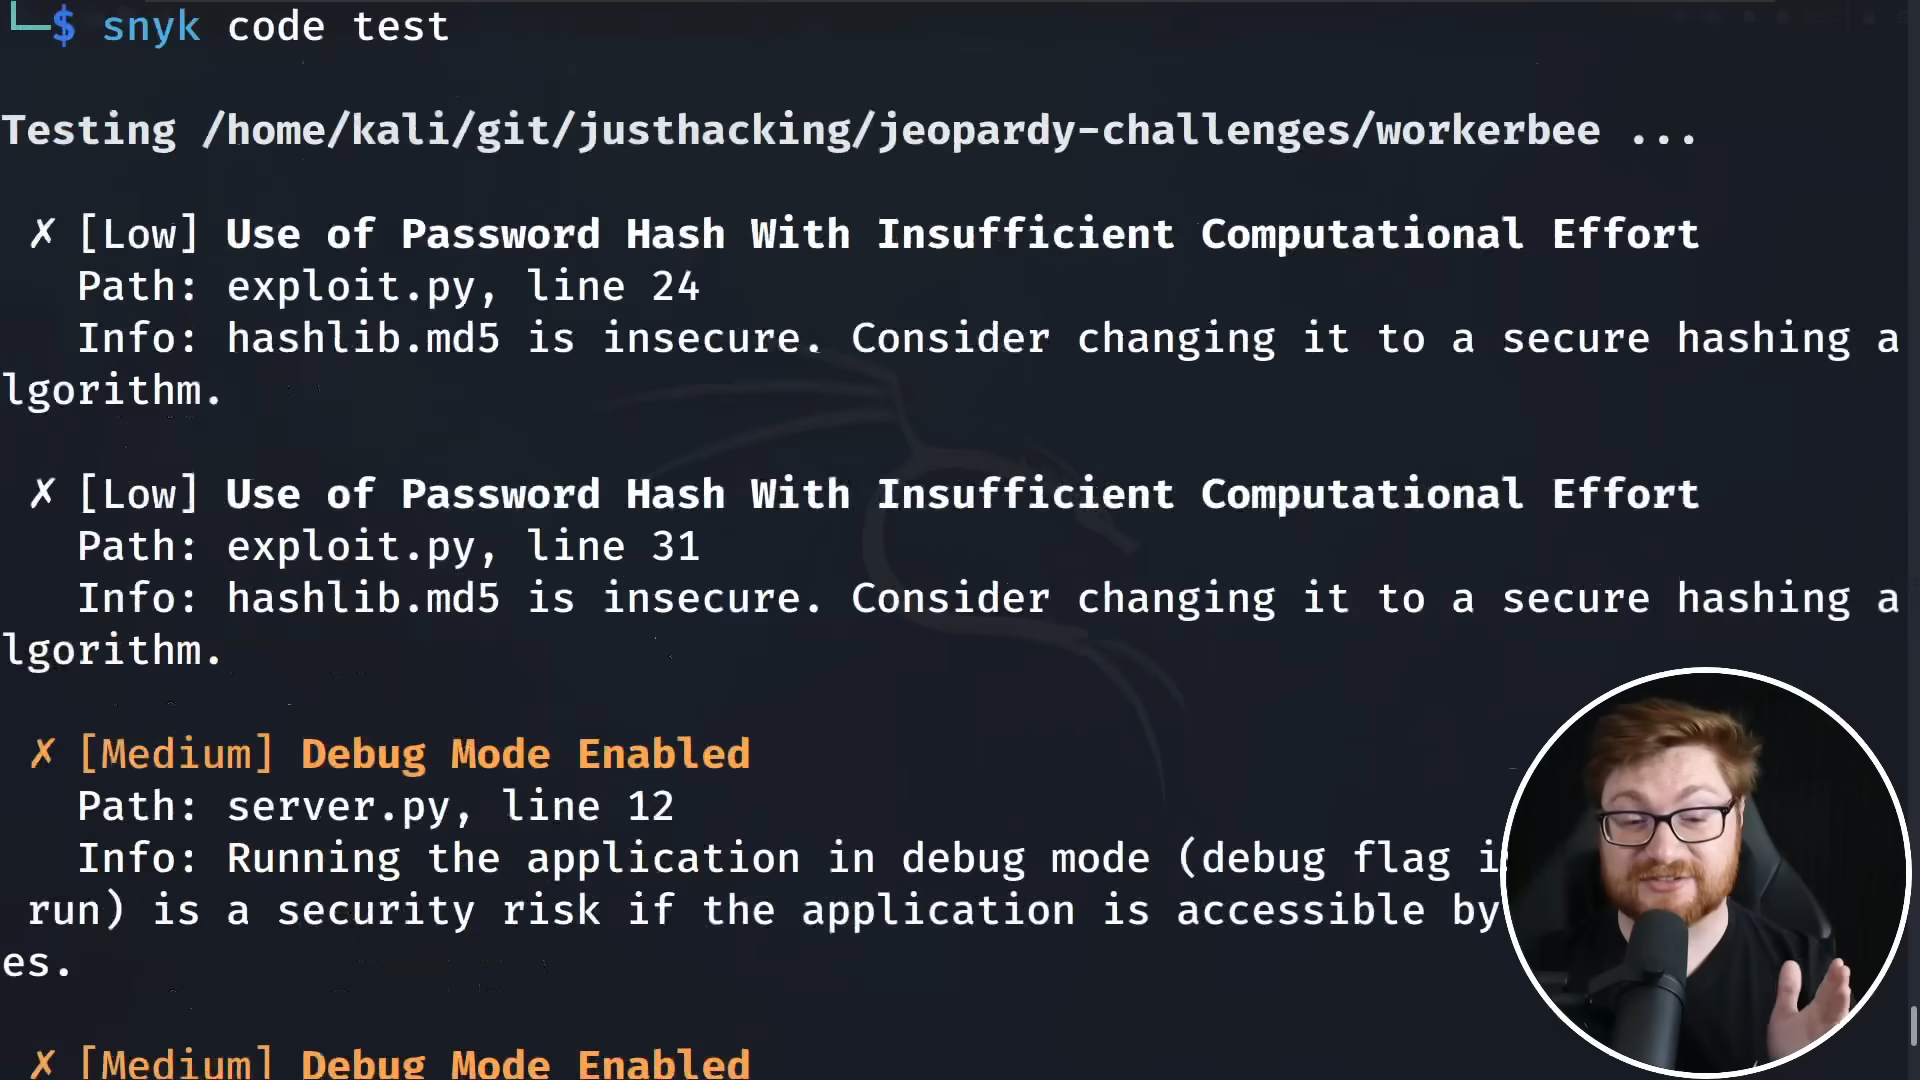 $ snyk code test
Testing /home/kali/git/justhacking/jeopardy-challenges/workerbee ...
✗ [Low] Use of Password Hash With Insufficient Computational Effort
Path: exploit.py, line 24
Info: hashlib.md5 is insecure. Consider changing it to a secure hashing a
lgorithm.
✗ [Low] Use of Password Hash With Insufficient Computational Effort
Path: exploit.py, line 31
Info: hashlib.md5 is insecure. Consider changing it to a secure hashing a
lgorithm.
✗ [Medium] Debug Mode Enabled
Path: server.py, line 12
Info: Running the application in debug mode (debug flag i
run) is a security risk if the application is accessible by
es.
✗ [Medium] Debug Mode Enabled